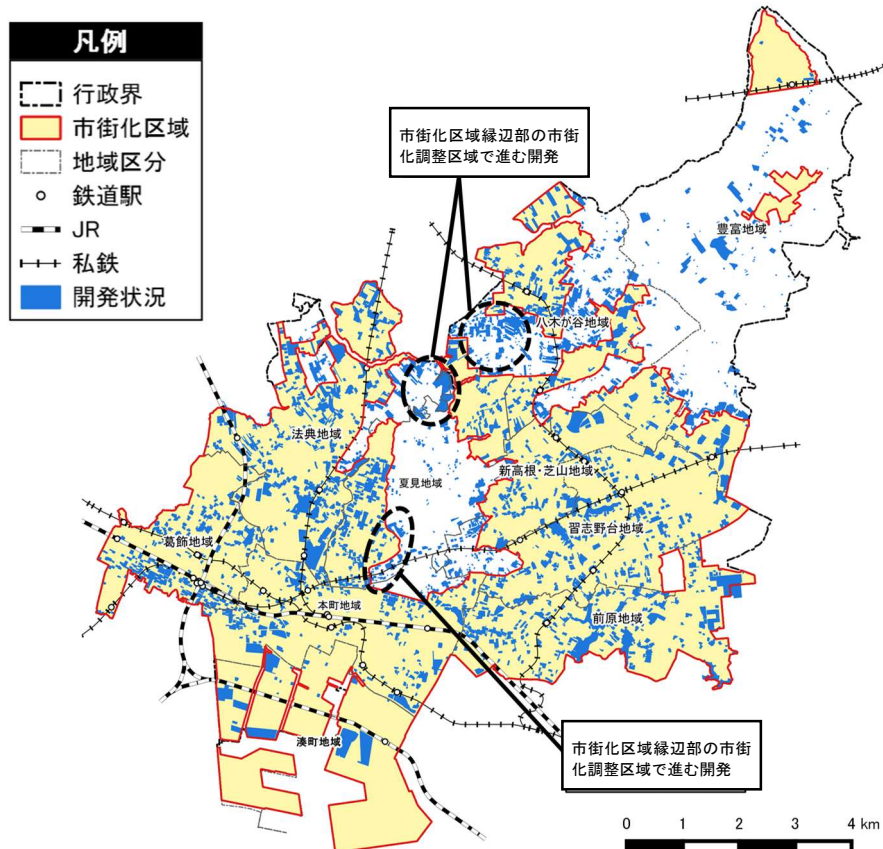 凡例
行政界
市街化区域
地域区分
鉄道駅
JR
私鉄
開発状況
市街化区域縁辺部の市街
化調整区域で進む開発
豊富地域
八木が谷地域
法典地域
夏見地域
新高根・芝山地域
習志野台地域
葛飾地域
本町地域
前原地域
湊町地域
市街化区域縁辺部の市街
化調整区域で進む開発
0 1 2 3 4 km